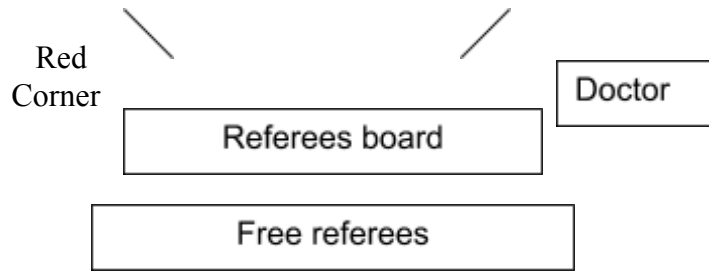 Red
Corner
Doctor
Referees board
Free referees